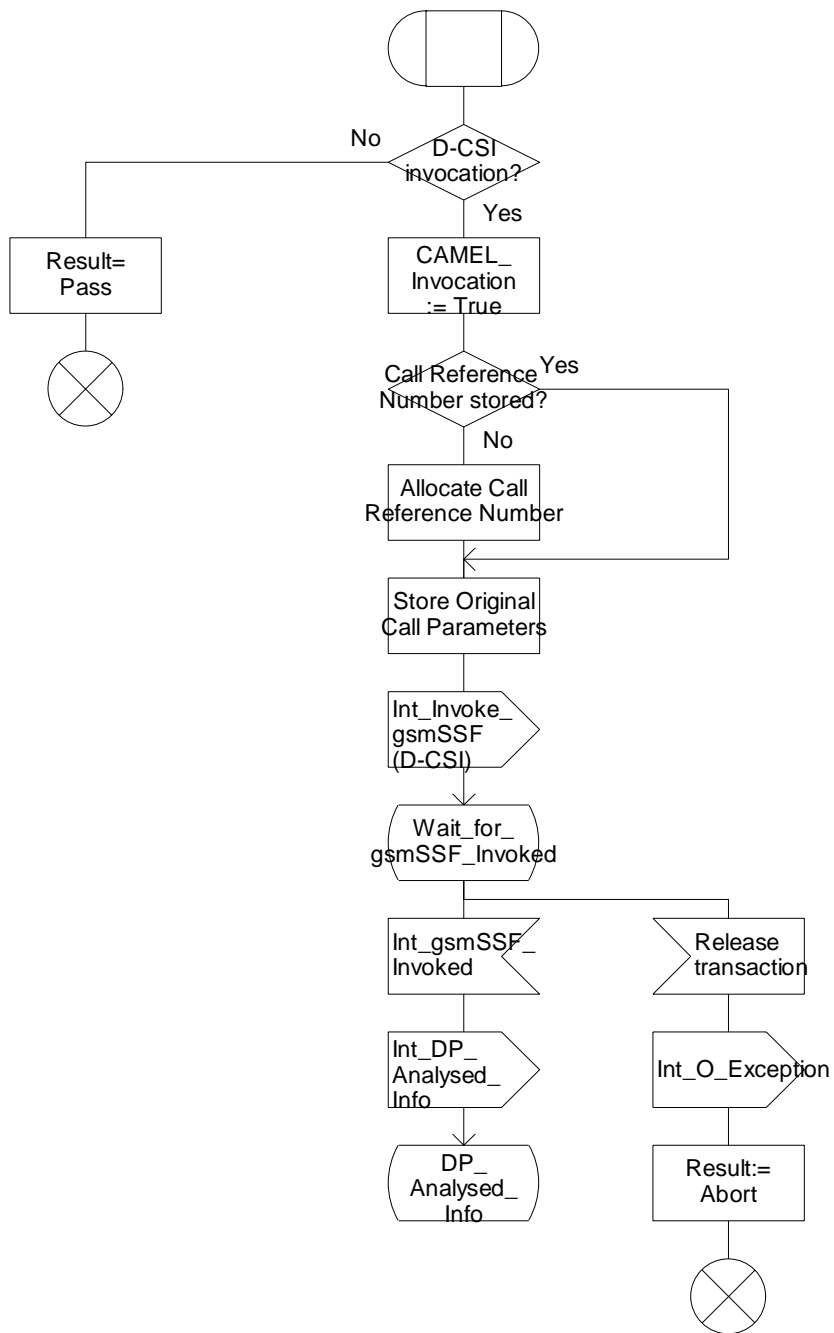 No
D-CSI
invocation?
Yes
Result=
Pass
CAMEL_
Invocation
:= True
Call Reference
Number stored?
Yes
No
Allocate Call
Reference Number
Store Original
Call Parameters
Int_Invoke_
gsmSSF
(D-CSI)
Wait_for_
gsmSSF_Invoked
Int_gsmSSF_
Invoked
Release
transaction
Int_DP_
Analysed_
Info
Int_O_Exception
DP_
Analysed_
Info
Result:=
Abort